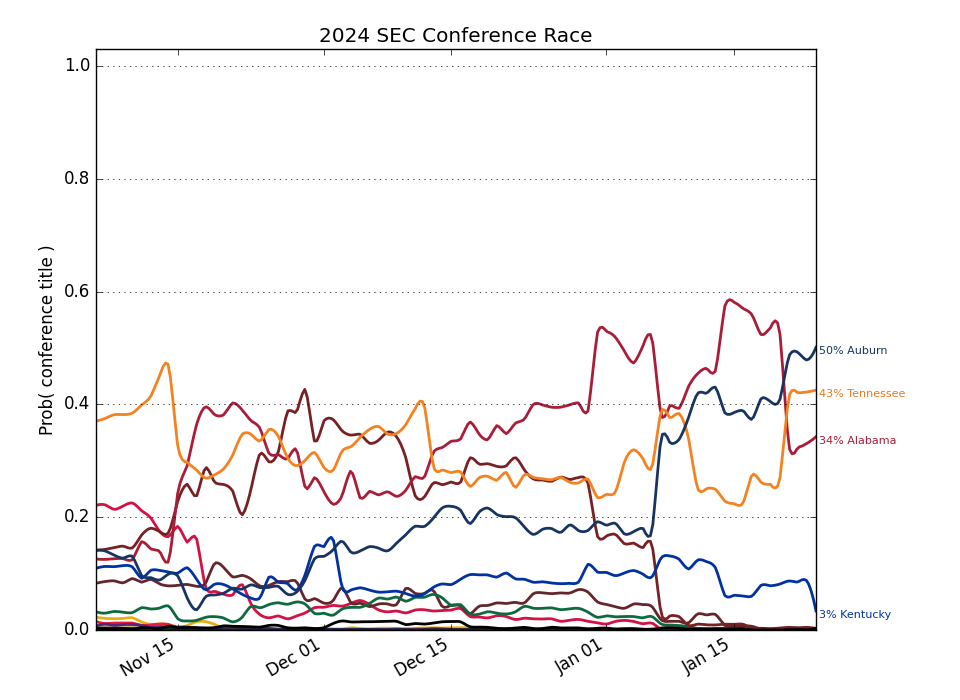 2024 SEC Conference Race
Prob( conference title )
1.0
0.8
0.6
0.4
0.2
0.0
50% Auburn
43% Tennessee
34% Alabama
3% Kentucky
Nov 15
Dec 01
Dec 15
Jan 01
Jan 15